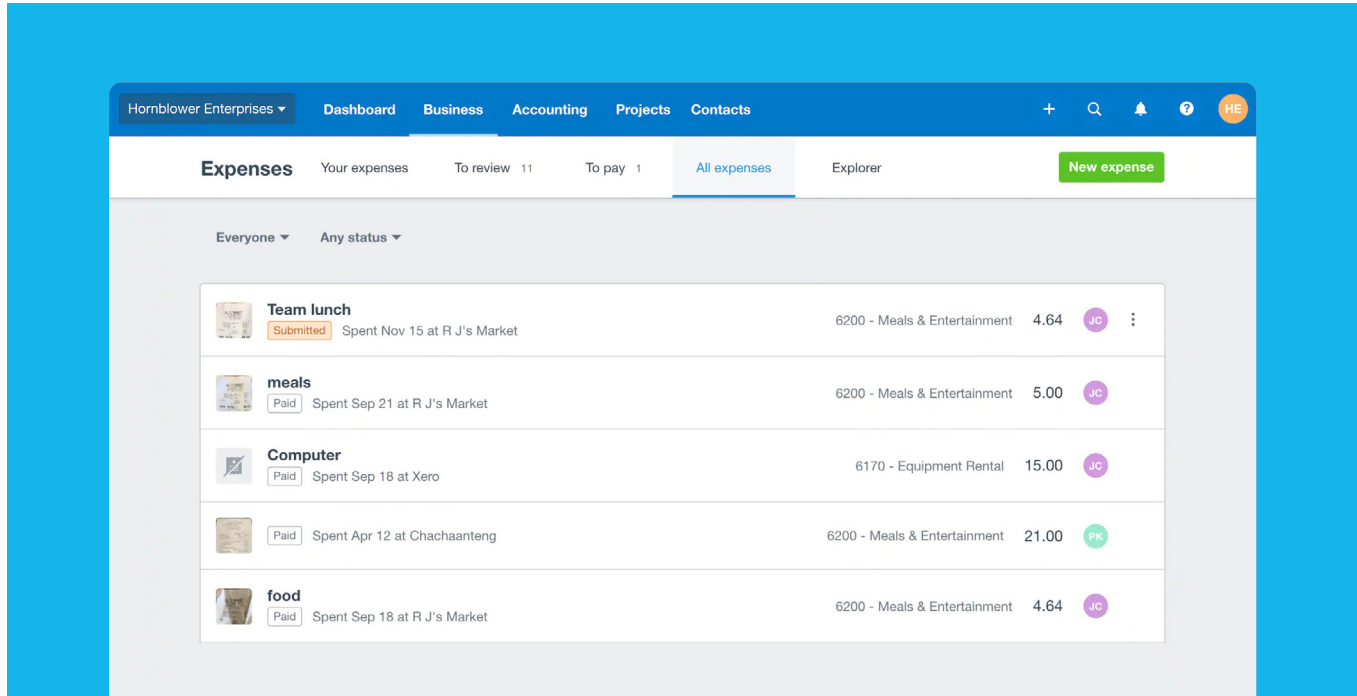 Hornblower Enterprises
Dashboard
Business
Accounting
Projects
Contacts
HE
Expenses
Your expenses
To review 11
To pay 1
All expenses
Explorer
New expense
Everyone
Any status
Team lunch
Submitted Spent Nov 15 at R J's Market
6200 - Meals & Entertainment 4.64 JC
meals
Paid Spent Sep 21 at R J's Market
6200 - Meals & Entertainment 5.00 JC
Computer
Paid Spent Sep 18 at Xero
6170 - Equipment Rental 15.00 JC
Paid Spent Apr 12 at Chachaanteng
6200 - Meals & Entertainment 21.00 PK
food
Paid Spent Sep 18 at R J's Market
6200 - Meals & Entertainment 4.64 JC